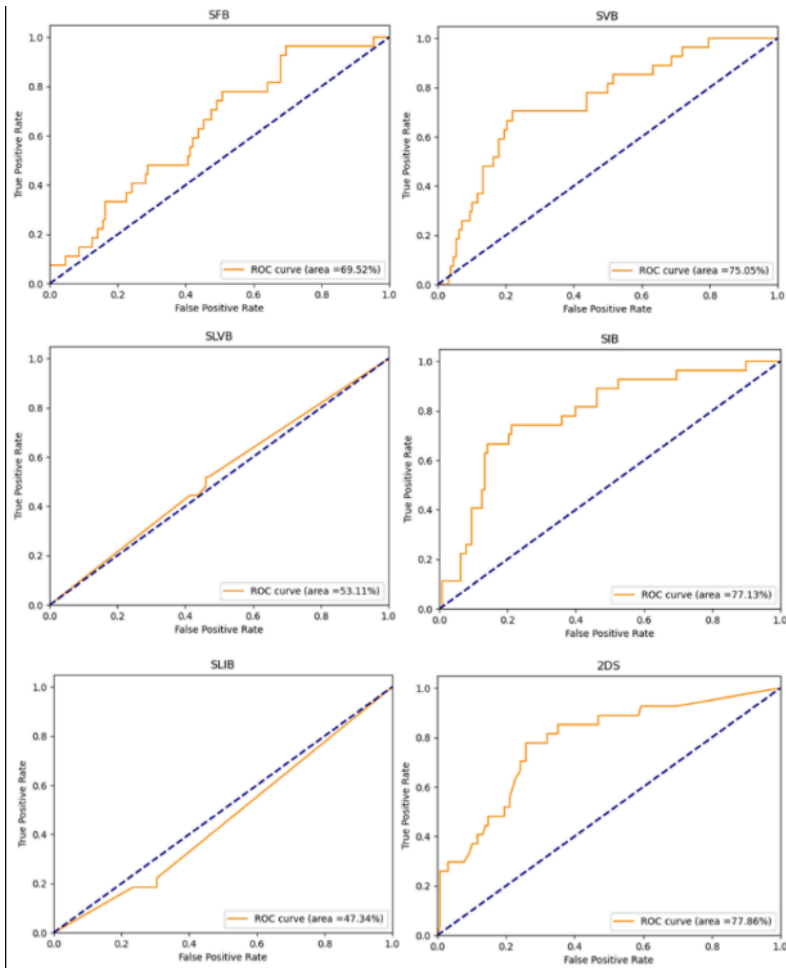 SFB
1.0
0.8
0.6
0.4
0.2
0.0
True Positive Rate
ROC curve (area =69.52%)
0.0 0.2 0.4 0.6 0.8 1.0
False Positive Rate
SVB
1.0
0.8
0.6
0.4
0.2
0.0
True Positive Rate
ROC curve (area =75.05%)
0.0 0.2 0.4 0.6 0.8 1.0
False Positive Rate
SLVB
1.0
0.8
0.6
0.4
0.2
0.0
True Positive Rate
ROC curve (area =53.11%)
0.0 0.2 0.4 0.6 0.8 1.0
False Positive Rate
SIB
1.0
0.8
0.6
0.4
0.2
0.0
True Positive Rate
ROC curve (area =77.13%)
0.0 0.2 0.4 0.6 0.8 1.0
False Positive Rate
SLIB
1.0
0.8
0.6
0.4
0.2
0.0
True Positive Rate
ROC curve (area =47.34%)
0.0 0.2 0.4 0.6 0.8 1.0
False Positive Rate
2DS
1.0
0.8
0.6
0.4
0.2
0.0
True Positive Rate
ROC curve (area =77.86%)
0.0 0.2 0.4 0.6 0.8 1.0
False Positive Rate